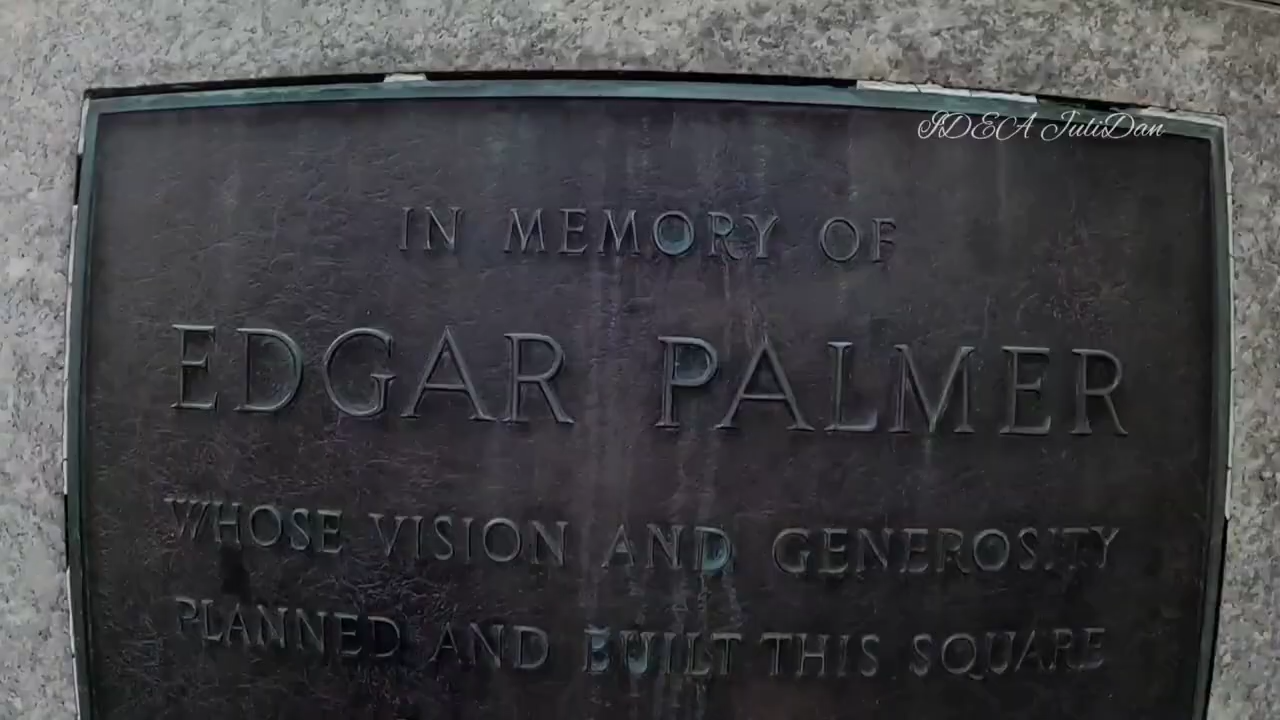 IDEA JuliDan
IN MEMORY OF
EDGAR PALMER
WHOSE VISION AND GENEROSITY
PLANNED AND BUILT THIS SQUARE